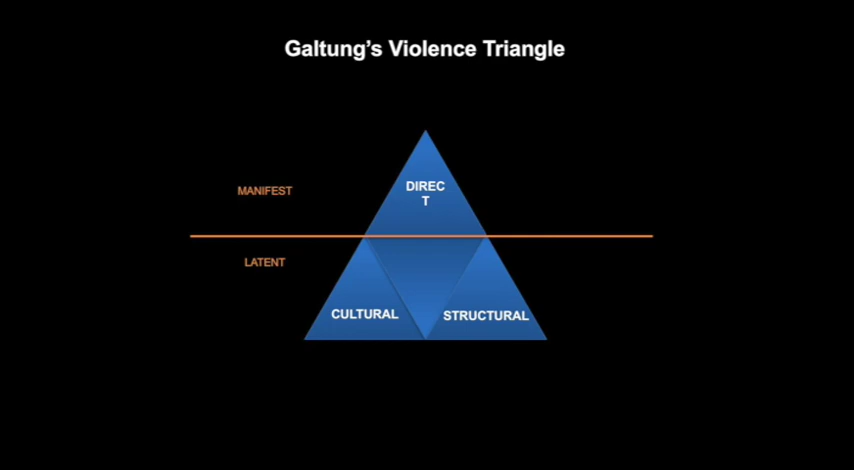 Galtung's Violence Triangle
MANIFEST
DIREC
T
LATENT
CULTURAL
STRUCTURAL